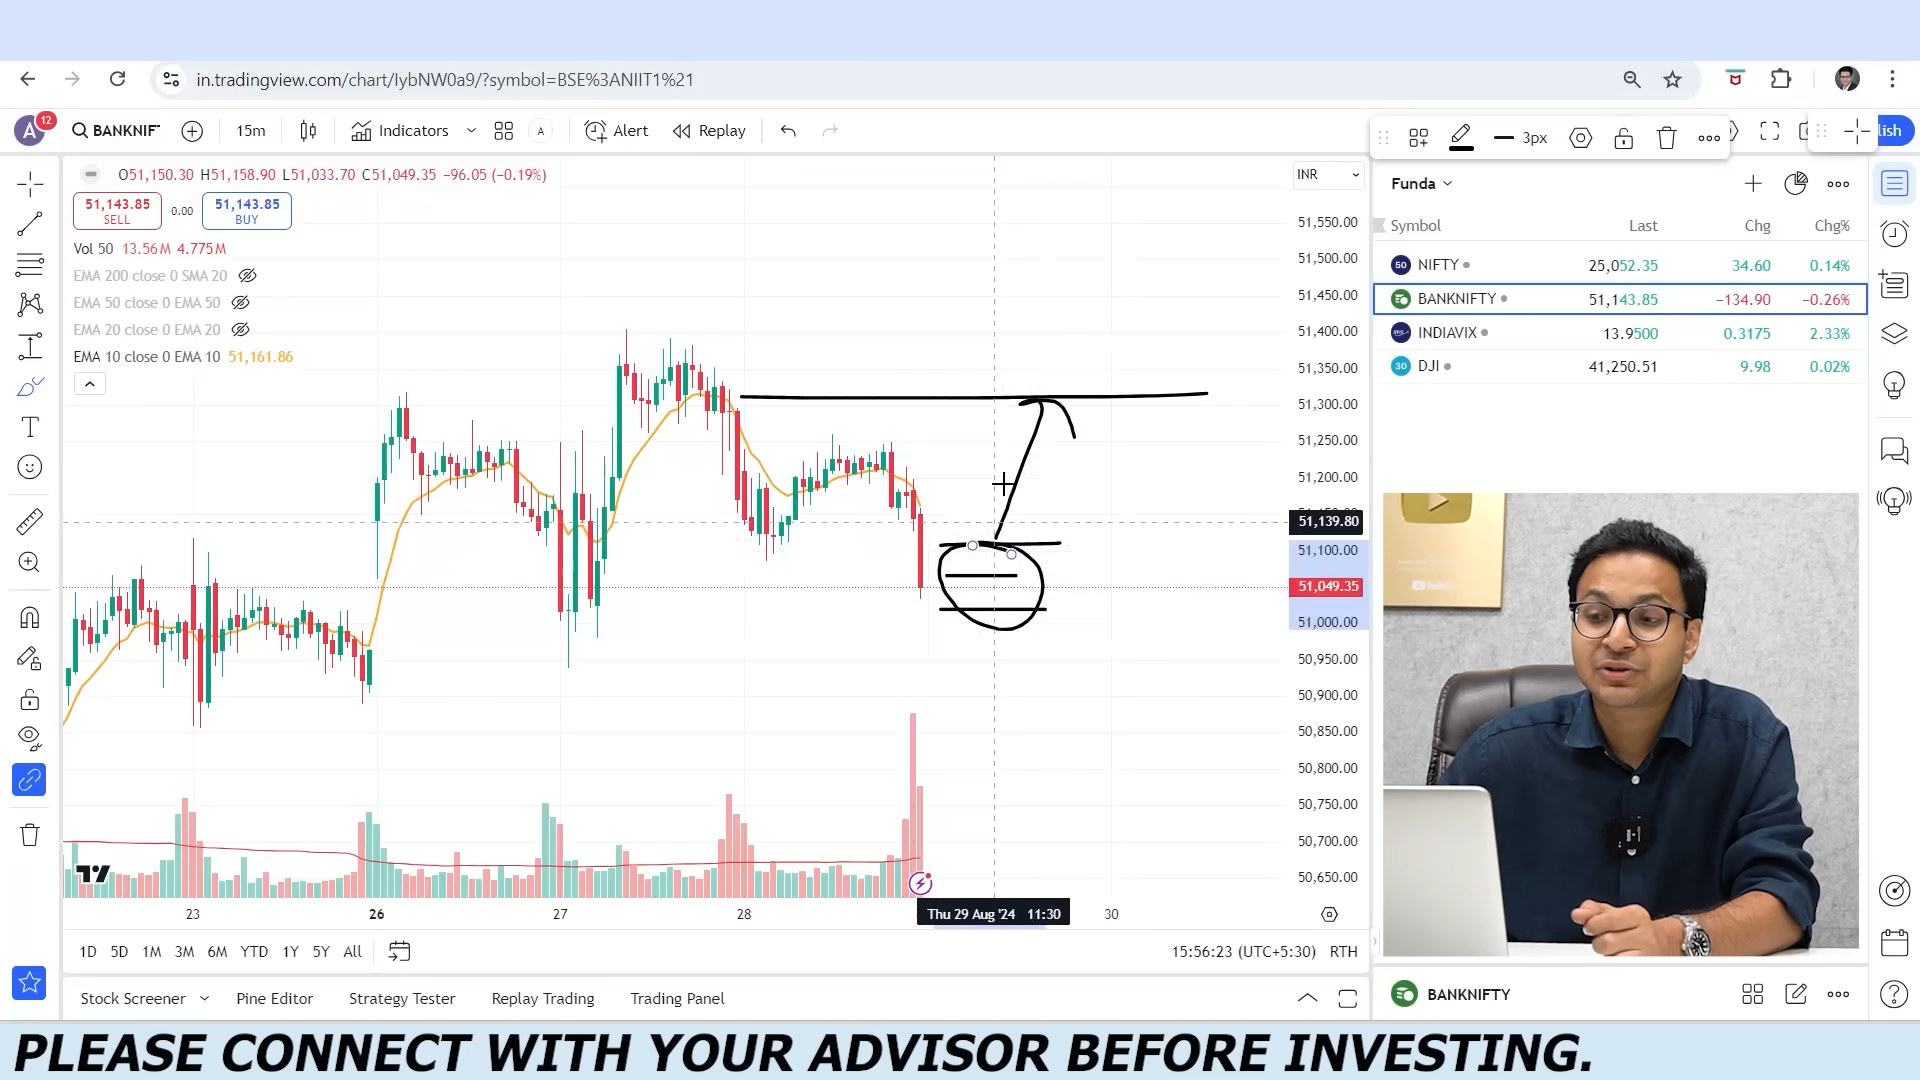 in.tradingview.com/chart/IybNW0a9/?symbol=BSE%3ANIIT1%21
A 12 BANKNIF 15m Indicators A Alert Replay 3px lish
O51,150.30 H51,158.90 L51,033.70 C51,049.35 −96.05 (−0.19%)
51,143.85 SELL 0.00 51,143.85 BUY
Vol 50 13.56M 4.775M
EMA 200 close 0 SMA 20
EMA 50 close 0 EMA 50
EMA 20 close 0 EMA 20
EMA 10 close 0 EMA 10 51,161.86
INR
51,550.00
51,500.00
51,450.00
51,400.00
51,350.00
51,300.00
51,250.00
51,200.00
51,139.80
51,100.00
51,049.35
51,000.00
50,950.00
50,900.00
50,850.00
50,800.00
50,750.00
50,700.00
50,650.00
23 26 27 28 Thu 29 Aug '24 11:30 30
1D 5D 1M 3M 6M YTD 1Y 5Y All 15:56:23 (UTC+5:30) RTH
Stock Screener Pine Editor Strategy Tester Replay Trading Trading Panel
Funda
Symbol Last Chg Chg%
50 NIFTY 25,052.35 34.60 0.14%
BANKNIFTY 51,143.85 −134.90 −0.26%
INDIAVIX 13.9500 0.3175 2.33%
30 DJI 41,250.51 9.98 0.02%
BANKNIFTY
PLEASE CONNECT WITH YOUR ADVISOR BEFORE INVESTING.